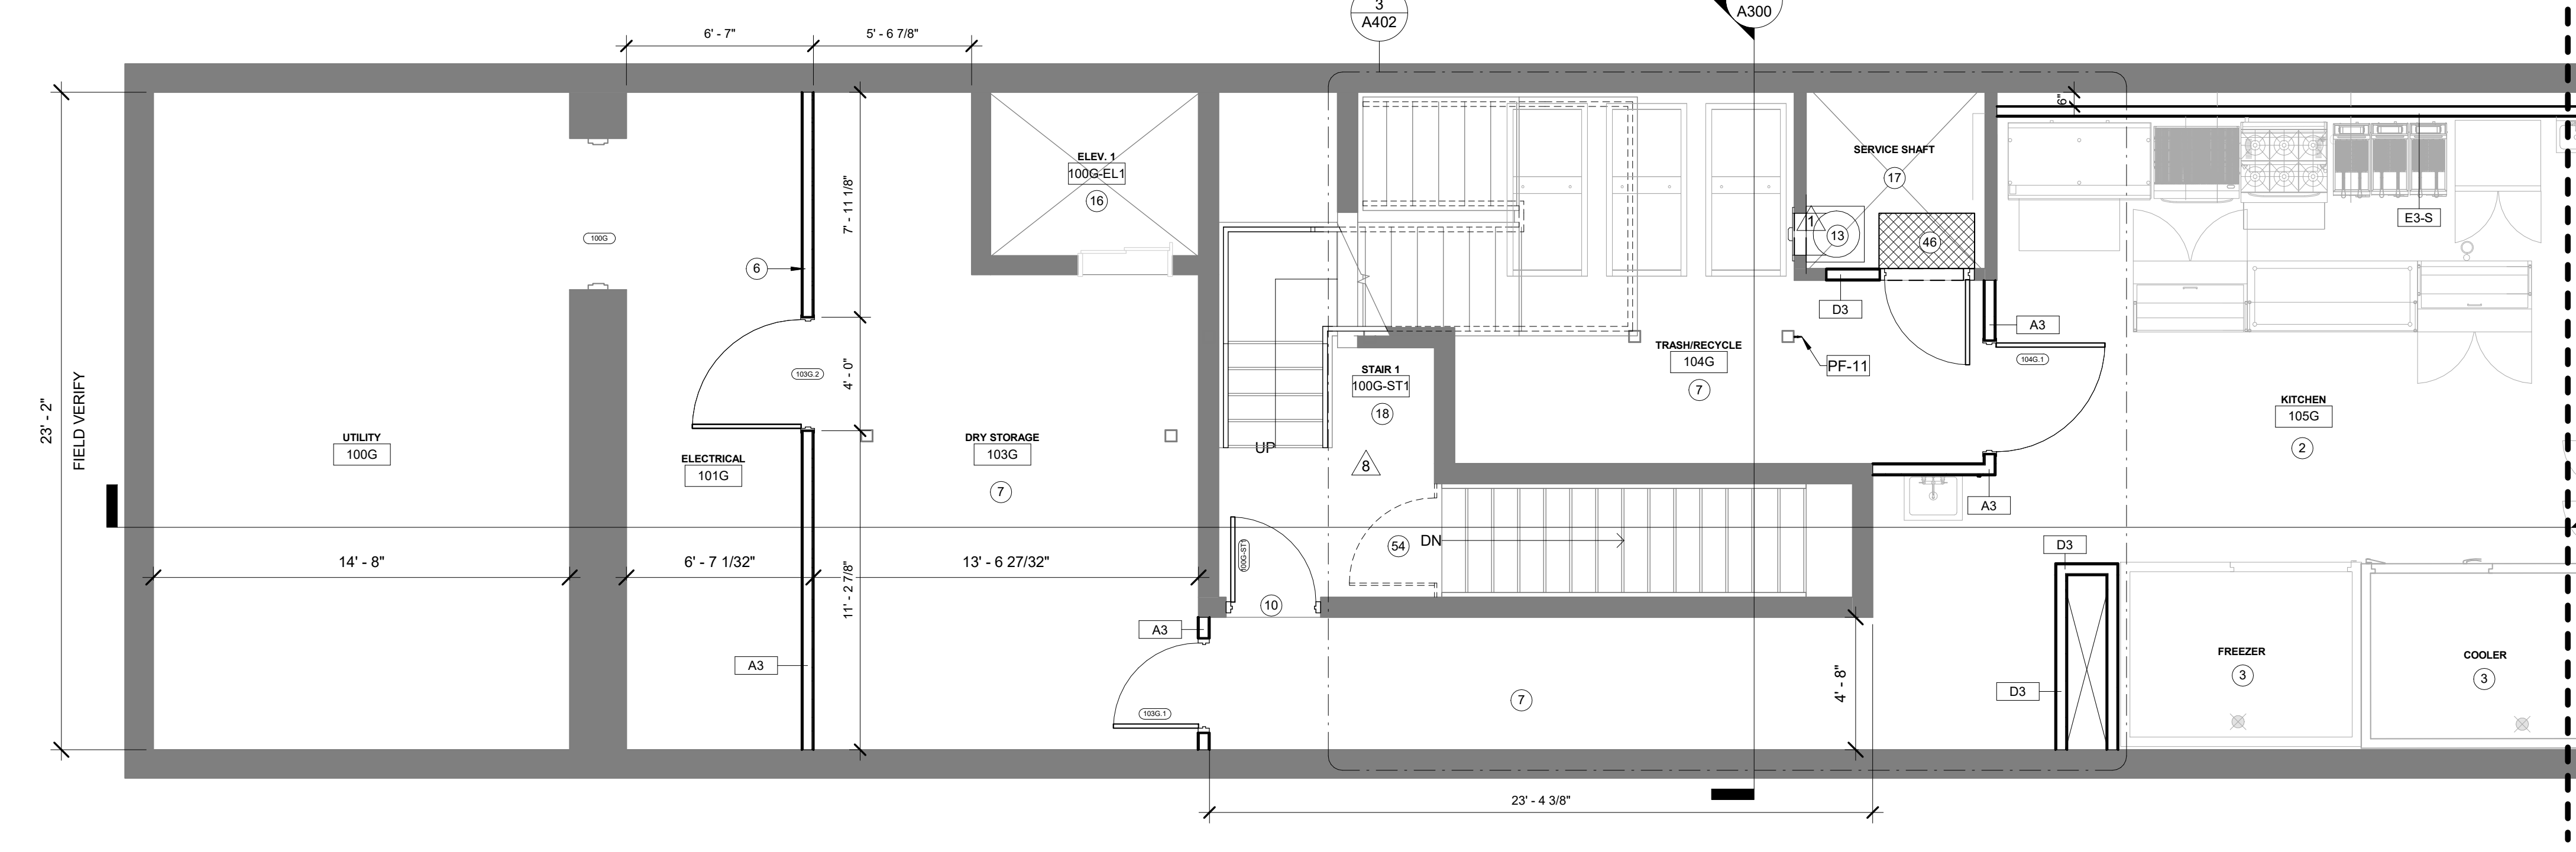 3
A402
A300
6' - 7"
5' - 6 7/8"
6"
23' - 2"
FIELD VERIFY
7' - 11 1/8"
4' - 0"
11' - 2 7/8"
ELEV. 1
100G-EL1
16
SERVICE SHAFT
17
1
13
46
E3-S
100G
6
D3
A3
103G.2
104G.1
TRASH/RECYCLE
104G
7
PF-11
STAIR 1
100G-ST1
18
KITCHEN
105G
2
UTILITY
100G
ELECTRICAL
101G
DRY STORAGE
103G
7
UP
8
A3
14' - 8"
6' - 7 1/32"
13' - 6 27/32"
100G-ST1
54
DN
D3
10
A3
A3
103G.1
7
4' - 8"
D3
FREEZER
3
COOLER
3
23' - 4 3/8"